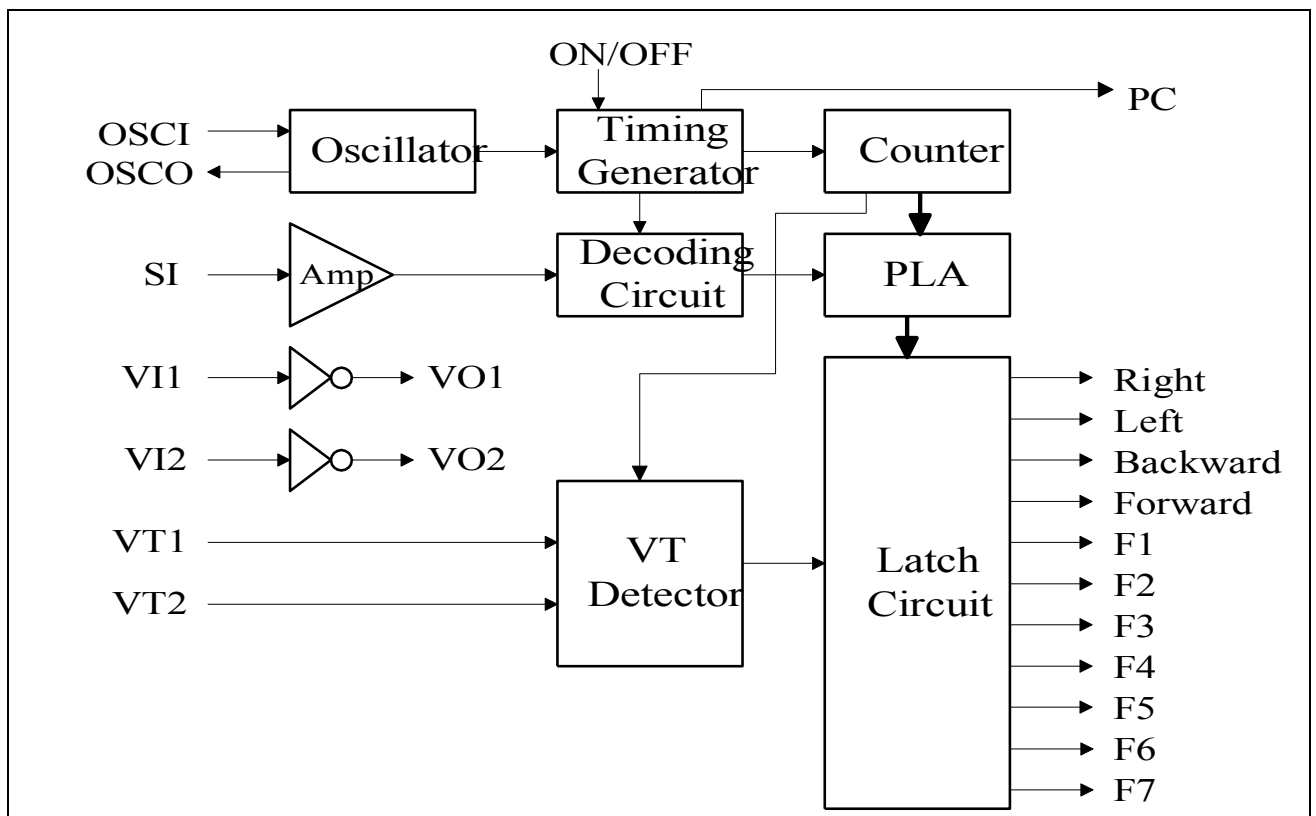 ON/OFF
PC
OSCI
OSCO
Oscillator
Timing
Generator
Counter
SI
Amp
Decoding
Circuit
PLA
VI1
VO1
VI2
VO2
VT1
VT2
VT
Detector
Latch
Circuit
Right
Left
Backward
Forward
F1
F2
F3
F4
F5
F6
F7